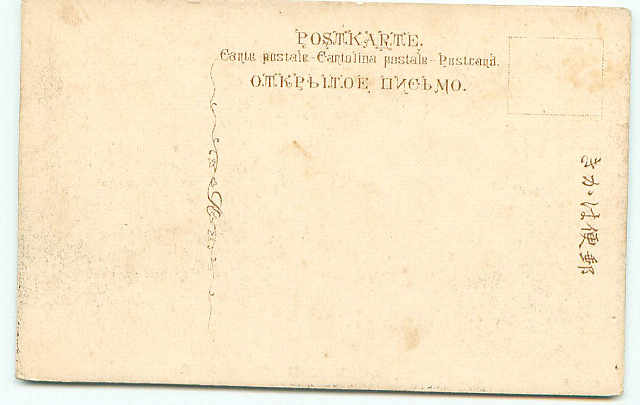 POSTKARTE.
Carte postale - Cartolina postale - Postcard.
ОТКРЫТОЕ ПИСЬМО.
きかは便郵